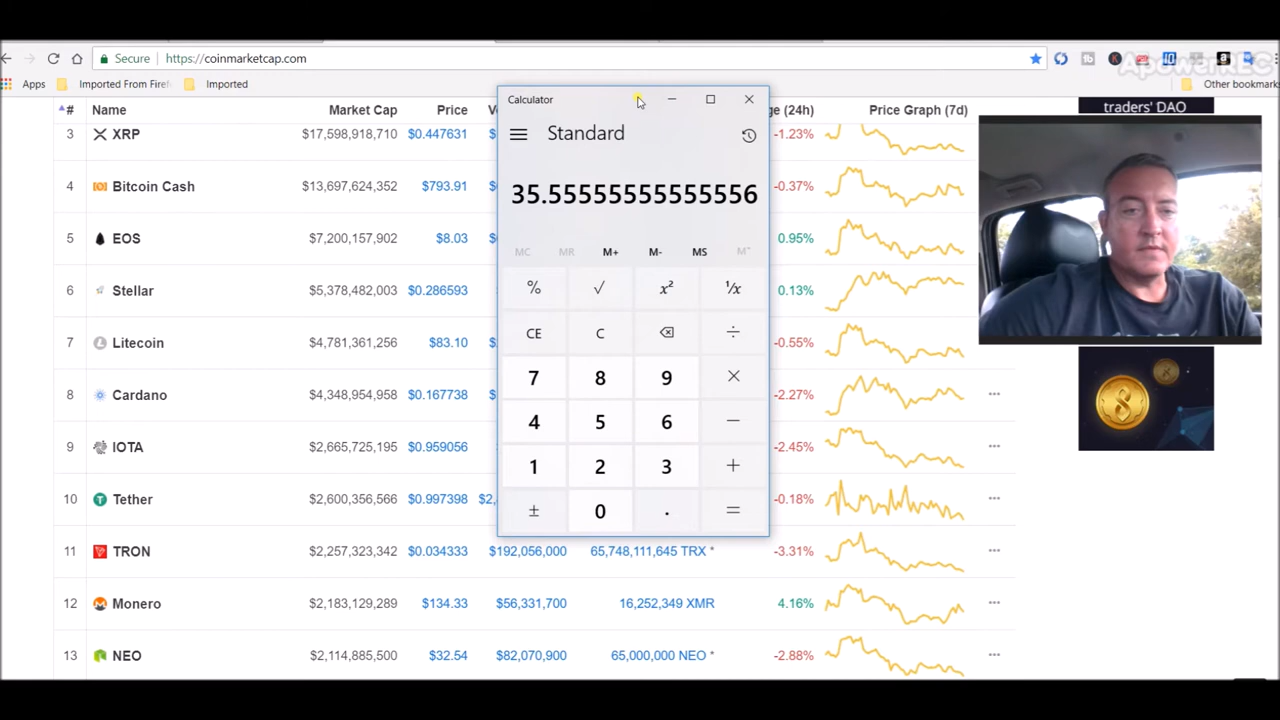 Secure https://coinmarketcap.com
ApowerREC
Apps Imported From Firef Imported Other bookmarks
# Name Market Cap Price Ve ge (24h) Price Graph (7d)
traders' DAO
Calculator
Standard
35.55555555555556
MC MR M+ M- MS M˅
% √ x² ¹/x
CE C ÷
7 8 9 ×
4 5 6 −
1 2 3 +
± 0 . =
3 XRP $17,598,918,710 $0.447631 -1.23%
4 Bitcoin Cash $13,697,624,352 $793.91 -0.37%
5 EOS $7,200,157,902 $8.03 0.95%
6 Stellar $5,378,482,003 $0.286593 0.13%
7 Litecoin $4,781,361,256 $83.10 -0.55%
8 Cardano $4,348,954,958 $0.167738 -2.27%
9 IOTA $2,665,725,195 $0.959056 -2.45%
10 Tether $2,600,356,566 $0.997398 $2, -0.18%
11 TRON $2,257,323,342 $0.034333 $192,056,000 65,748,111,645 TRX * -3.31%
12 Monero $2,183,129,289 $134.33 $56,331,700 16,252,349 XMR 4.16%
13 NEO $2,114,885,500 $32.54 $82,070,900 65,000,000 NEO * -2.88%